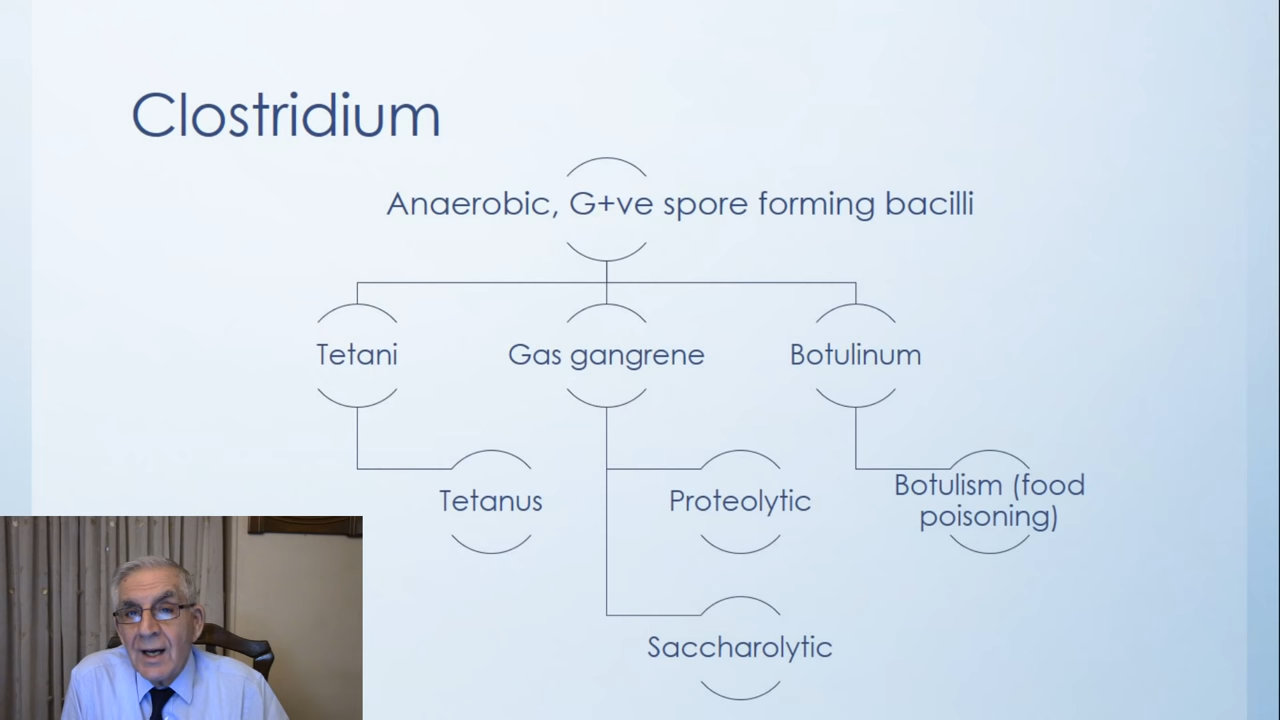 Clostridium
Anaerobic, G+ve spore forming bacilli
Tetani
Gas gangrene
Botulinum
Tetanus
Proteolytic
Botulism (food
poisoning)
Saccharolytic